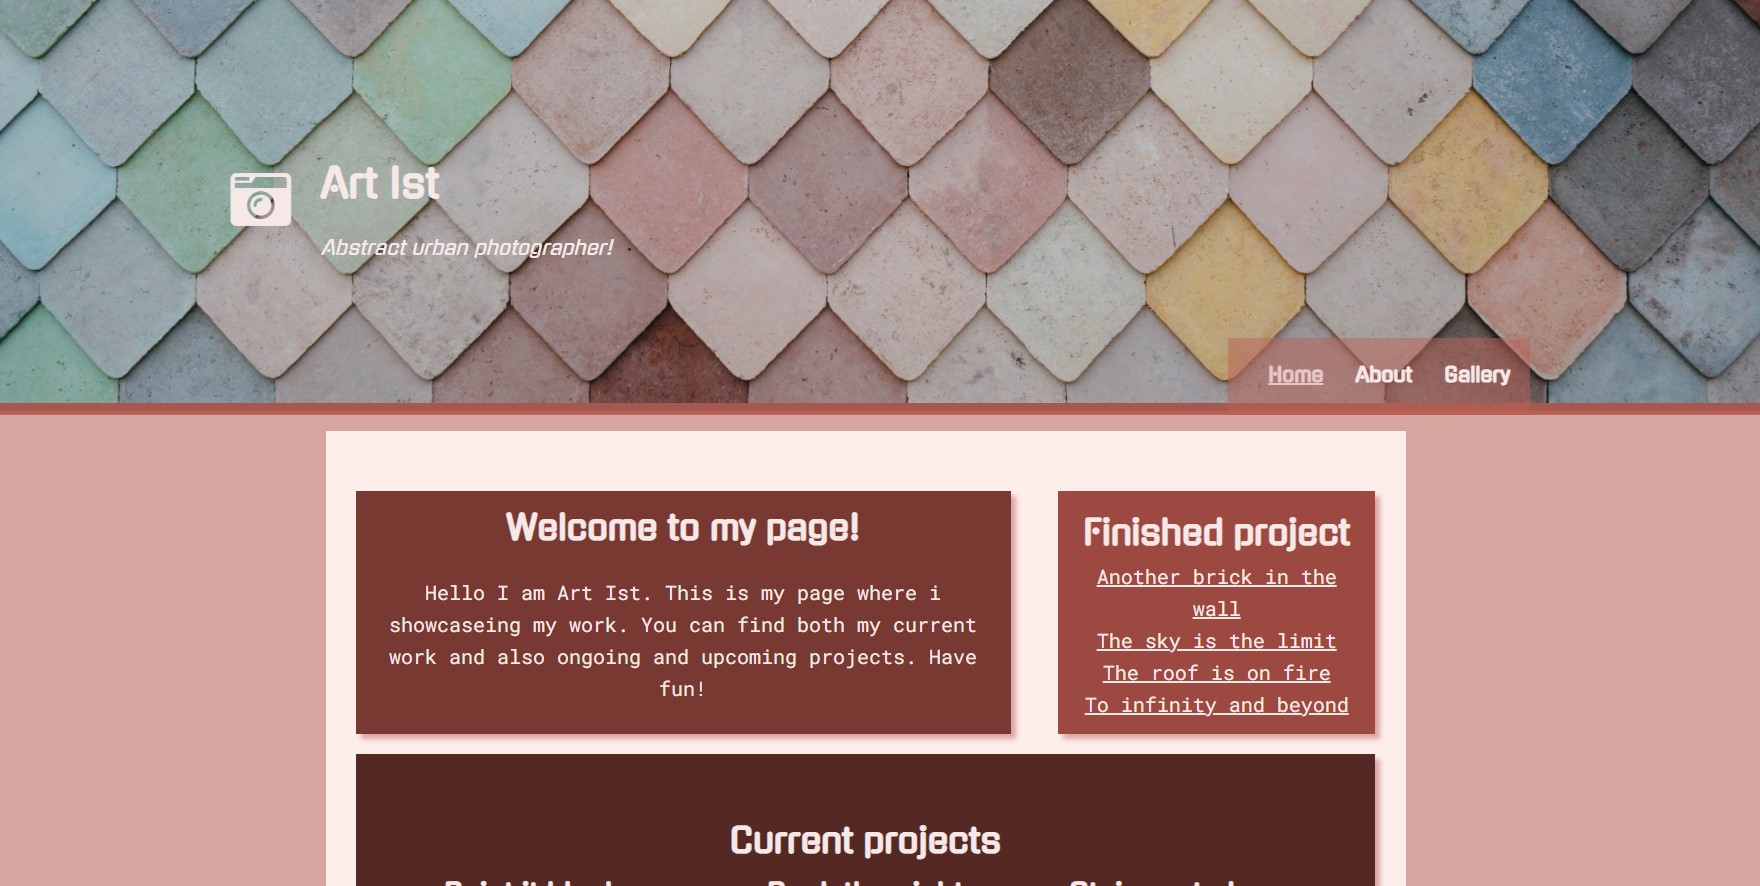 Art Ist
Abstract urban photographer!
Home About Gallery
Welcome to my page!
Hello I am Art Ist. This is my page where i
showcaseing my work. You can find both my current
work and also ongoing and upcoming projects. Have
fun!
Finished project
Another brick in the
wall
The sky is the limit
The roof is on fire
To infinity and beyond
Current projects